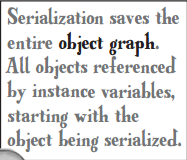 Serialization saves the
entire object graph.
All objects referenced
by instance variables,
starting with the
object being serialized.